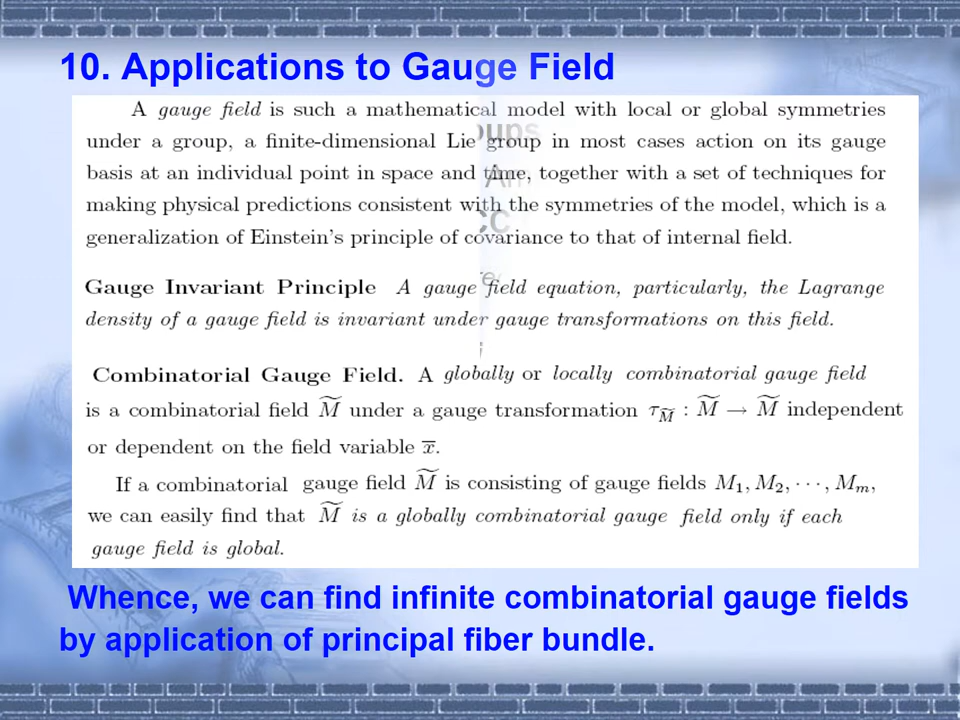 10. Applications to Gauge Field
A gauge field is such a mathematical model with local or global symmetries
under a group, a finite-dimensional Lie group in most cases action on its gauge
basis at an individual point in space and time, together with a set of techniques for
making physical predictions consistent with the symmetries of the model, which is a
generalization of Einstein's principle of covariance to that of internal field.
Gauge Invariant Principle A gauge field equation, particularly, the Lagrange
density of a gauge field is invariant under gauge transformations on this field.
Combinatorial Gauge Field. A globally or locally combinatorial gauge field
is a combinatorial field M̃ under a gauge transformation τ_M̃ : M̃ → M̃ independent
or dependent on the field variable x̅.
If a combinatorial gauge field M̃ is consisting of gauge fields M₁, M₂, ···, Mₘ,
we can easily find that M̃ is a globally combinatorial gauge field only if each
gauge field is global.
Whence, we can find infinite combinatorial gauge fields
by application of principal fiber bundle.